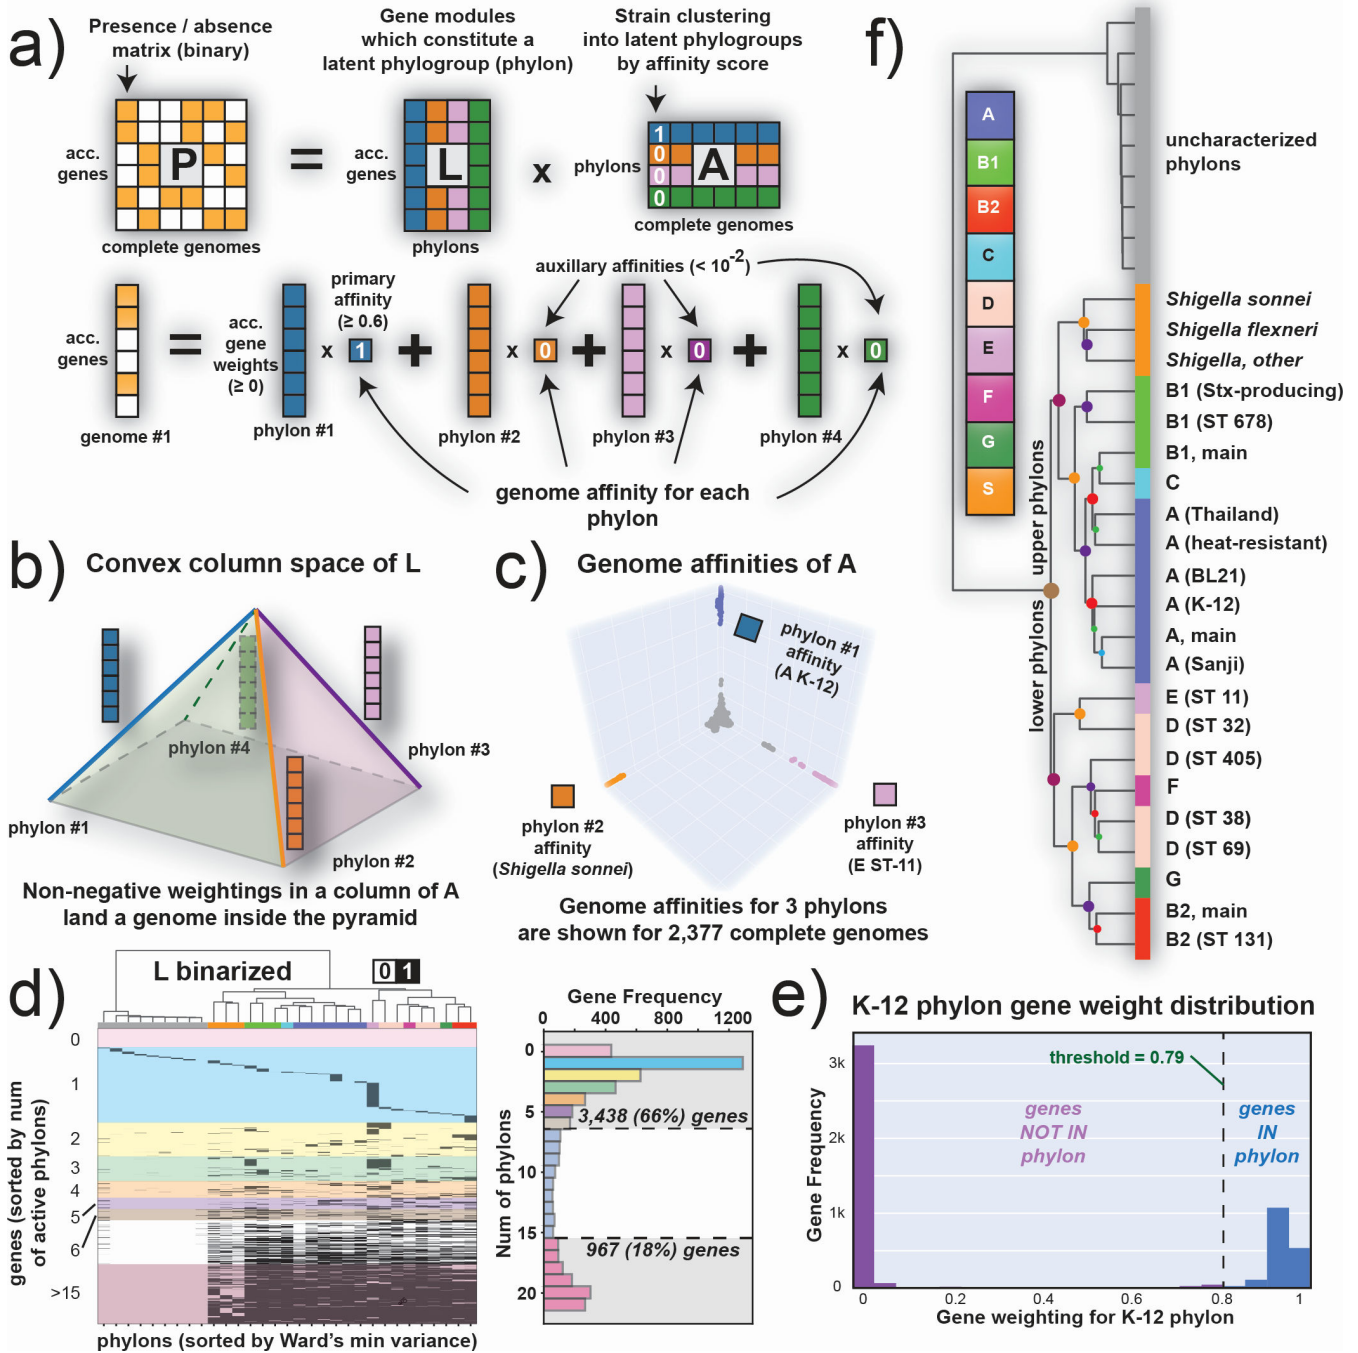 a)
Presence / absence
matrix (binary)
Gene modules
which constitute a
latent phylogroup (phylon)
Strain clustering
into latent phylogroups
by affinity score
acc.
genes
P
complete genomes
=
acc.
genes
L
phylons
x
phylons
1
0
0
0
A
complete genomes
acc.
genes
genome #1
=
acc.
gene
weights
(≥ 0)
phylon #1
primary
affinity
(≥ 0.6)
x
1
+
phylon #2
x
0
+
phylon #3
x
0
+
phylon #4
x
0
auxillary affinities (< 10⁻²)
genome affinity for each
phylon
b)
Convex column space of L
phylon #4
phylon #3
phylon #1
phylon #2
Non-negative weightings in a column of A
land a genome inside the pyramid
c)
Genome affinities of A
phylon #1
affinity
(A K-12)
phylon #2
affinity
(Shigella sonnei)
phylon #3
affinity
(E ST-11)
Genome affinities for 3 phylons
are shown for 2,377 complete genomes
d)
L binarized
0 1
genes (sorted by num
of active phylons)
0
1
2
3
4
5
6
>15
phylons (sorted by Ward's min variance)
Gene Frequency
0 400 800 1200
Num of phylons
0
5
10
15
20
3,438 (66%) genes
967 (18%) genes
e)
K-12 phylon gene weight distribution
Gene Frequency
3k
2k
1k
0
threshold = 0.79
genes
NOT IN
phylon
genes
IN
phylon
0 0.2 0.4 0.6 0.8 1
Gene weighting for K-12 phylon
f)
A
B1
B2
C
D
E
F
G
S
upper phylons
lower phylons
uncharacterized
phylons
Shigella sonnei
Shigella flexneri
Shigella, other
B1 (Stx-producing)
B1 (ST 678)
B1, main
C
A (Thailand)
A (heat-resistant)
A (BL21)
A (K-12)
A, main
A (Sanji)
E (ST 11)
D (ST 32)
D (ST 405)
F
D (ST 38)
D (ST 69)
G
B2, main
B2 (ST 131)